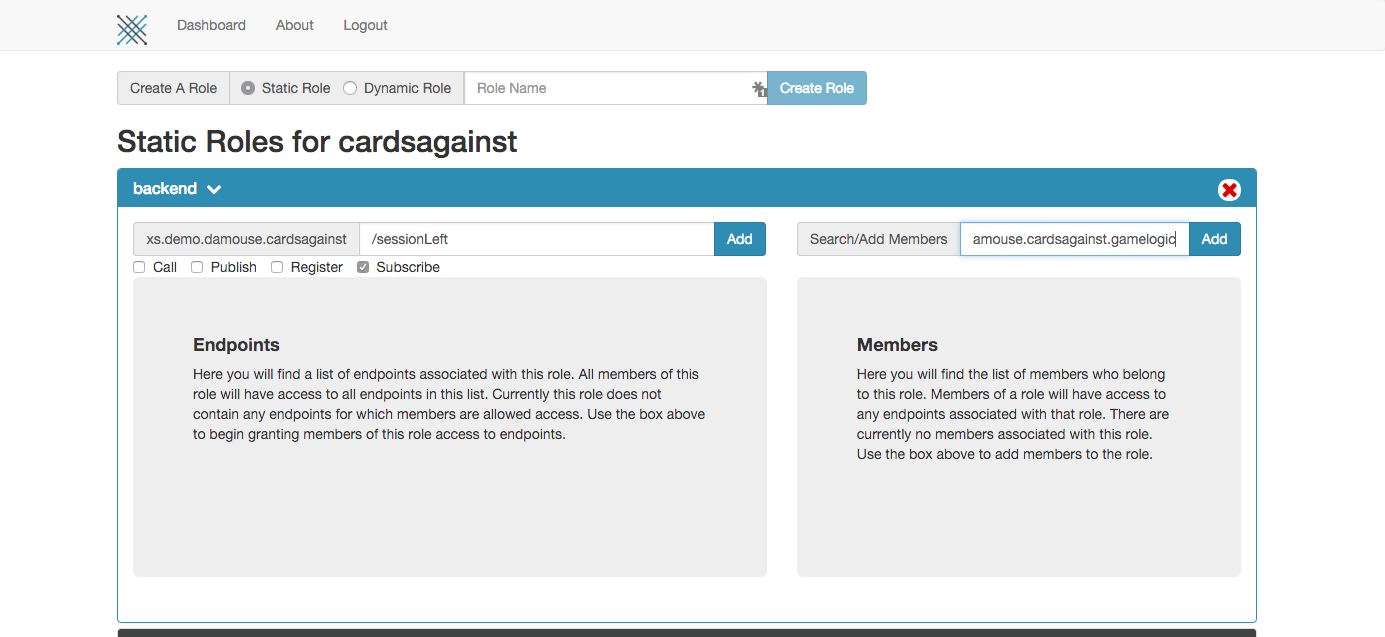 Dashboard About Logout
Create A Role Static Role Dynamic Role Role Name 1 Create Role
Static Roles for cardsagainst
backend
xs.demo.damouse.cardsagainst /sessionLeft Add Search/Add Members amouse.cardsagainst.gamelogic Add
Call Publish Register Subscribe
Endpoints
Here you will find a list of endpoints associated with this role. All members of this
role will have access to all endpoints in this list. Currently this role does not
contain any endpoints for which members are allowed access. Use the box above
to begin granting members of this role access to endpoints.
Members
Here you will find the list of members who belong
to this role. Members of a role will have access to
any endpoints associated with that role. There are
currently no members associated with this role.
Use the box above to add members to the role.